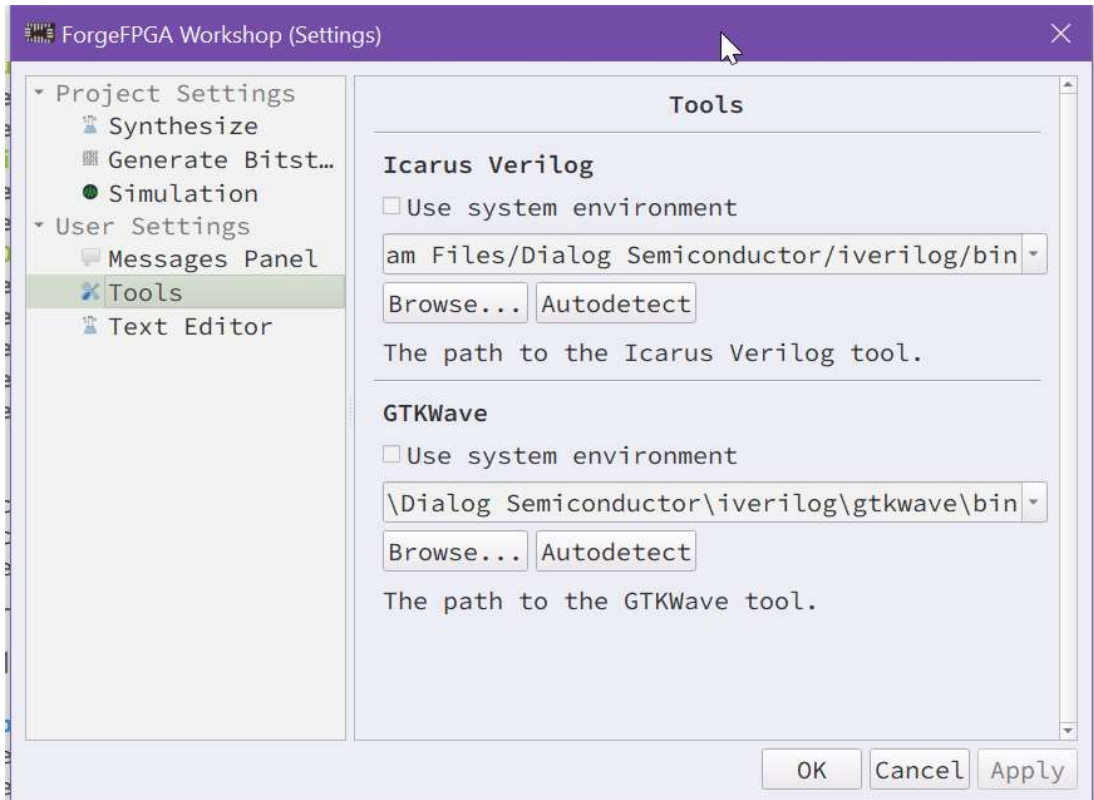 ForgeFPGA Workshop (Settings)
Project Settings
Synthesize
Generate Bitst…
Simulation
User Settings
Messages Panel
Tools
Text Editor
Tools
Icarus Verilog
Use system environment
am Files/Dialog Semiconductor/iverilog/bin
Browse... Autodetect
The path to the Icarus Verilog tool.
GTKWave
Use system environment
\Dialog Semiconductor\iverilog\gtkwave\bin
Browse... Autodetect
The path to the GTKWave tool.
OK Cancel Apply